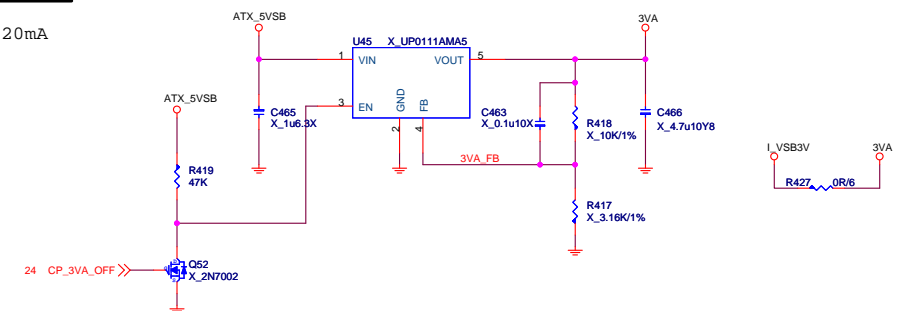 20mA
ATX_5VSB
U45 X_UP0111AMA5
3VA
1 VIN VOUT 5
3 EN GND FB
2 4
C465
X_1u6.3X
C463
X_0.1u10X
R418
X_10K/1%
C466
X_4.7u10Y8
3VA_FB
ATX_5VSB
R419
47K
R417
X_3.16K/1%
I_VSB3V 3VA
R427 0R/6
24 CP_3VA_OFF
Q52
X_2N7002